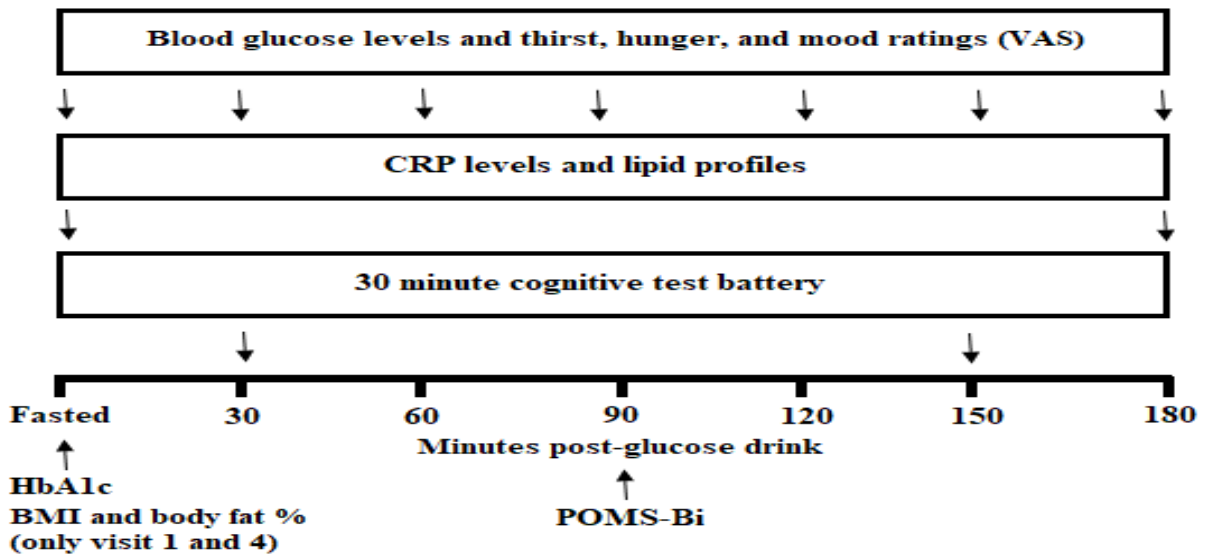 Blood glucose levels and thirst, hunger, and mood ratings (VAS)
CRP levels and lipid profiles
30 minute cognitive test battery
Fasted 30 60 90 120 150 180
Minutes post-glucose drink
HbA1c
BMI and body fat %
(only visit 1 and 4)
POMS-Bi